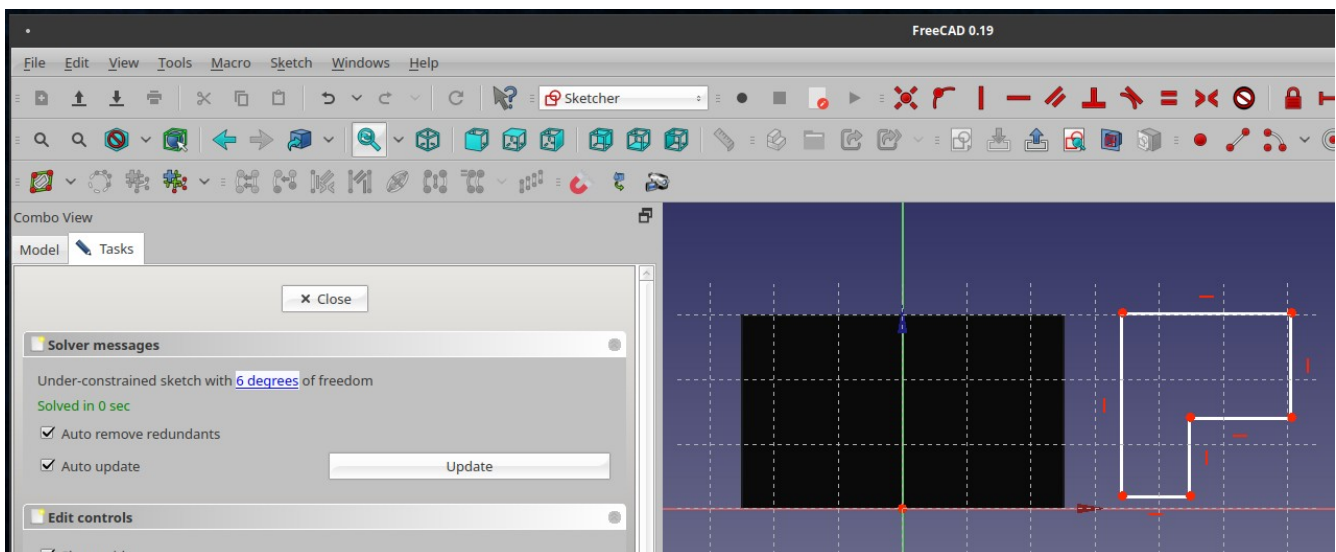 FreeCAD 0.19
File Edit View Tools Macro Sketch Windows Help
Sketcher
Combo View
Model Tasks
Close
Solver messages
Under-constrained sketch with 6 degrees of freedom
Solved in 0 sec
Auto remove redundants
Auto update Update
Edit controls